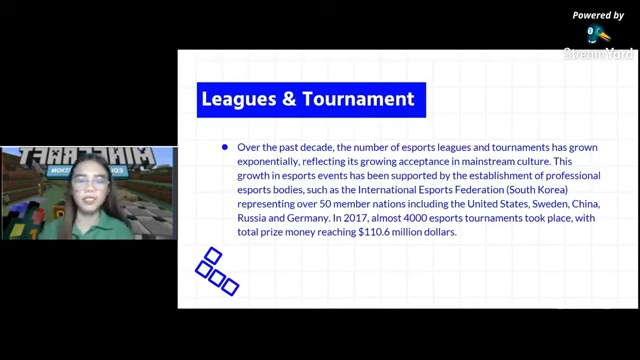 Powered by
StreamYard
Leagues & Tournament
Over the past decade, the number of esports leagues and tournaments has grown
exponentially, reflecting its growing acceptance in mainstream culture. This
growth in esports events has been supported by the establishment of professional
esports bodies, such as the International Esports Federation (South Korea)
representing over 50 member nations including the United States, Sweden, China,
Russia and Germany. In 2017, almost 4000 esports tournaments took place, with
total prize money reaching $110.6 million dollars.
MINECRAFT